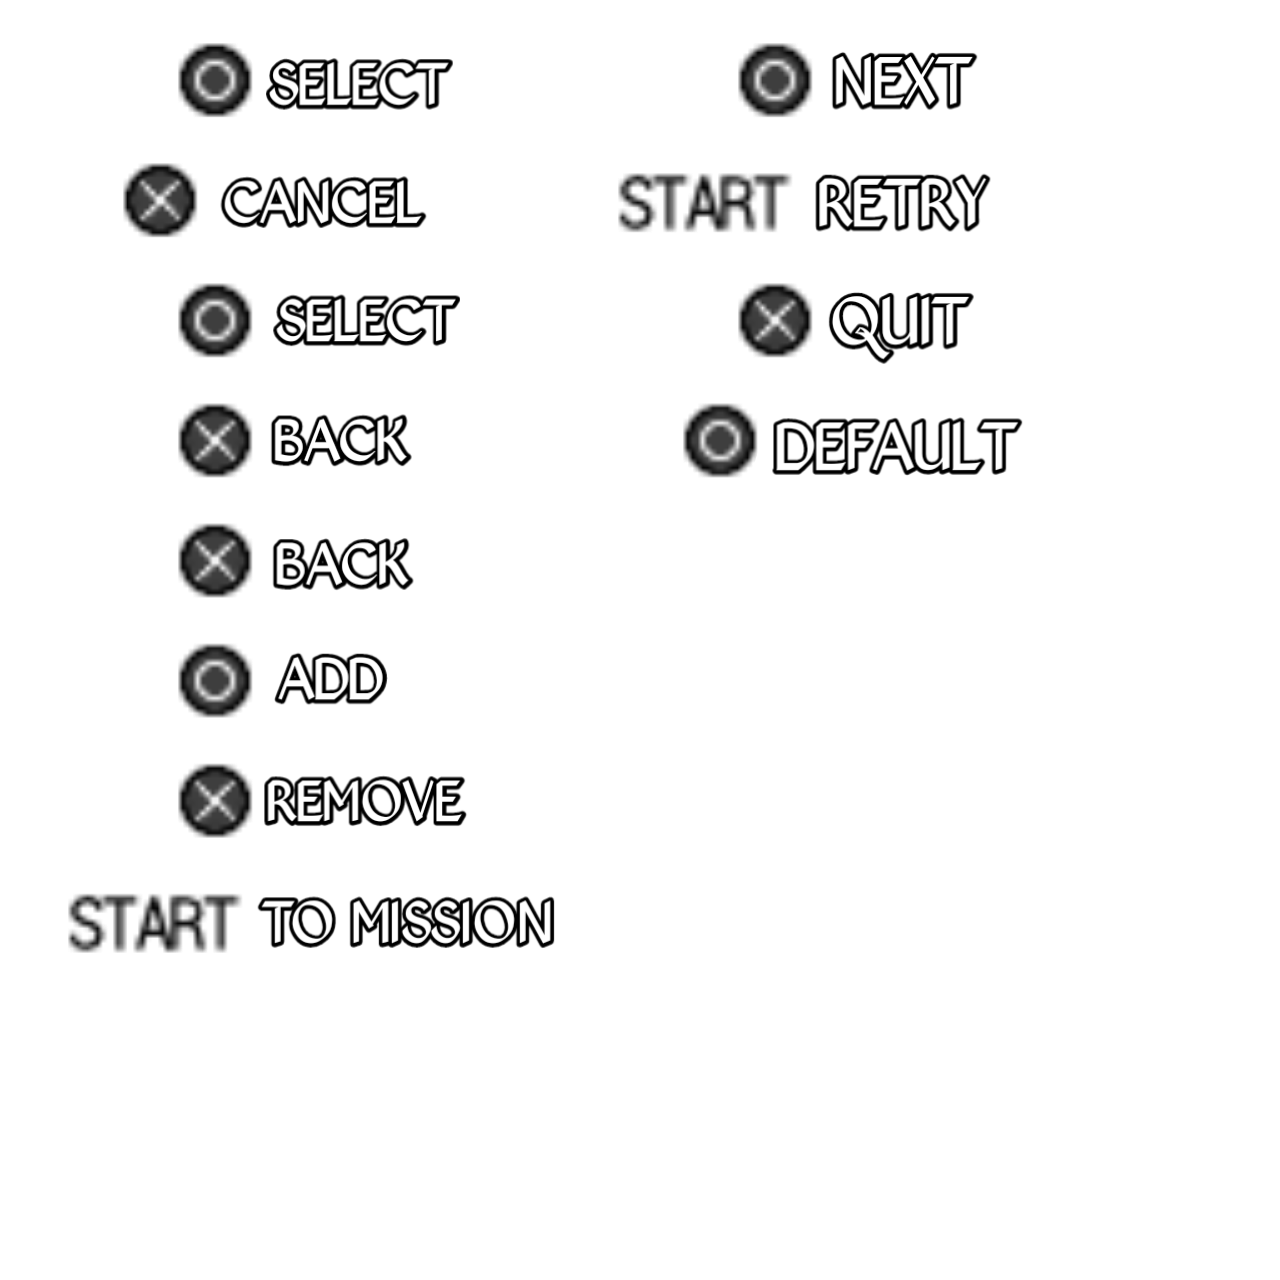 SELECT
CANCEL
SELECT
BACK
BACK
ADD
REMOVE
START TO MISSION
NEXT
START RETRY
QUIT
DEFAULT